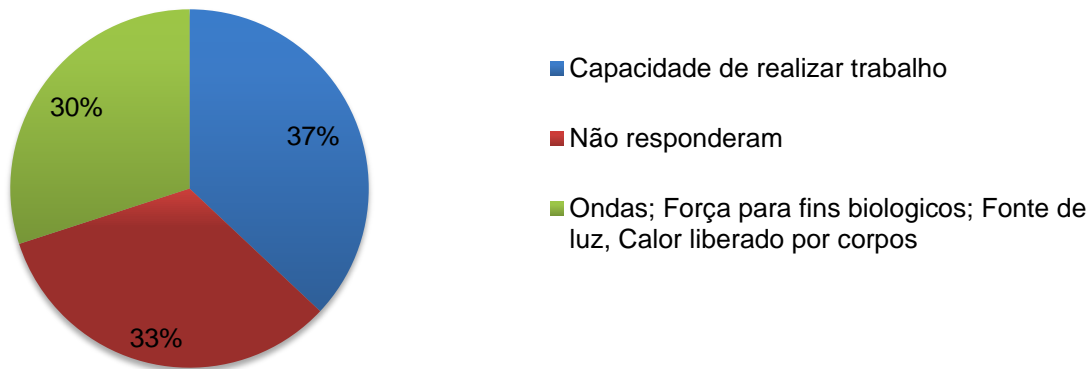 30%
37%
33%
Capacidade de realizar trabalho
Não responderam
Ondas; Força para fins biologicos; Fonte de
luz, Calor liberado por corpos